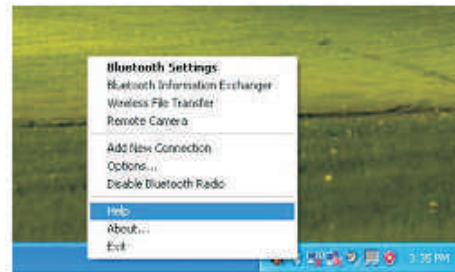 Bluetooth Settings
Bluetooth Information Exchanger
Wireless File Transfer
Remote Camera
Add New Connection
Options...
Disable Bluetooth Radio
Help
About...
Exit
3:35 PM